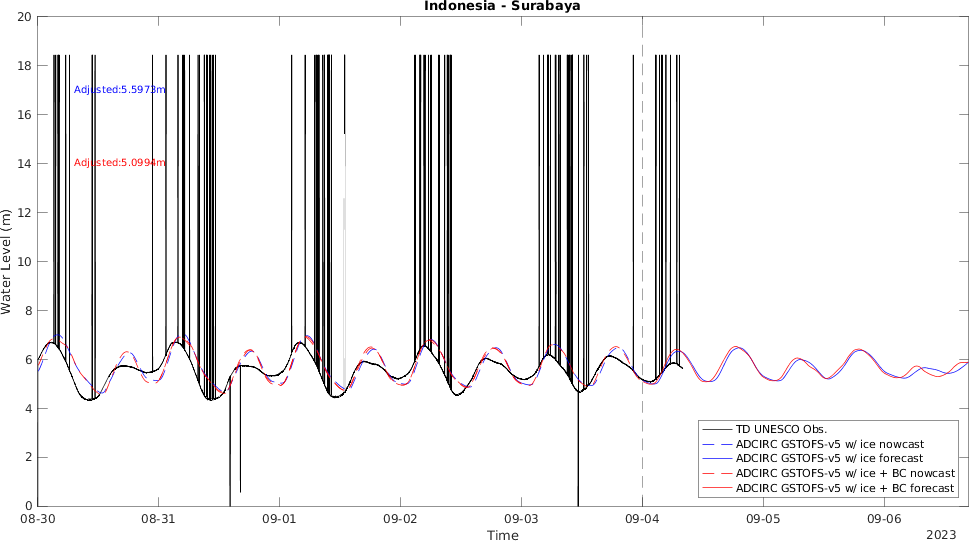 Indonesia - Surabaya
20
18
16
14
12
10
8
6
4
2
0
Water Level (m)
Adjusted:5.5973m
Adjusted:5.0994m
TD UNESCO Obs.
ADCIRC GSTOFS-v5 w/ ice nowcast
ADCIRC GSTOFS-v5 w/ ice forecast
ADCIRC GSTOFS-v5 w/ ice + BC nowcast
ADCIRC GSTOFS-v5 w/ ice + BC forecast
08-30 08-31 09-01 09-02 09-03 09-04 09-05 09-06
Time
2023